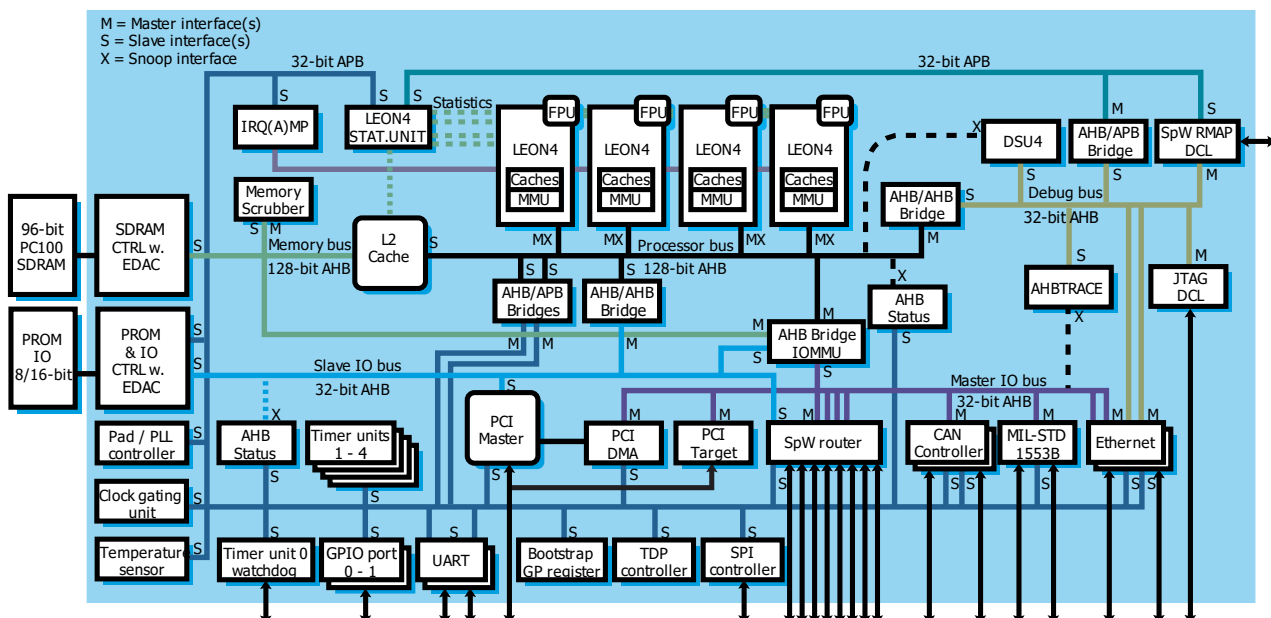 M = Master interface(s)
S = Slave interface(s)
X = Snoop interface
32-bit APB
32-bit APB
S
S
S
Statistics
M
S
X
IRQ(A)MP
LEON4
STAT.UNIT
FPU
FPU
FPU
FPU
LEON4
LEON4
LEON4
LEON4
Caches
MMU
Caches
MMU
Caches
MMU
Caches
MMU
DSU4
AHB/APB
Bridge
SpW RMAP
DCL
S
S
M
Debug bus
32-bit AHB
Memory
Scrubber
S
M
AHB/AHB
Bridge
S
M
96-bit
PC100
SDRAM
SDRAM
CTRL w.
EDAC
S
Memory bus
128-bit AHB
L2
Cache
S
MX
MX
MX
MX
Processor bus
128-bit AHB
S
S
S
X
S
M
AHB/APB
Bridges
AHB/AHB
Bridge
M
M
M
AHB
Status
S
AHBTRACE
X
JTAG
DCL
PROM
IO
8/16-bit
PROM
& IO
CTRL w.
EDAC
S
S
M
M
AHB Bridge
IOMMU
S
S
Slave IO bus
32-bit AHB
S
Master IO bus
32-bit AHB
X
M
M
S
M
M
M
M
M
Pad / PLL
controller
S
AHB
Status
S
Timer units
1 - 4
S
PCI
Master
S
PCI
DMA
S
PCI
Target
SpW router
S
CAN
Controller
S
S
MIL-STD
1553B
S
Ethernet
S
S
Clock gating
unit
S
Temperature
sensor
S
S
S
S
S
S
S
S
Timer unit 0
watchdog
GPIO port
0 - 1
UART
Bootstrap
GP register
TDP
controller
SPI
controller